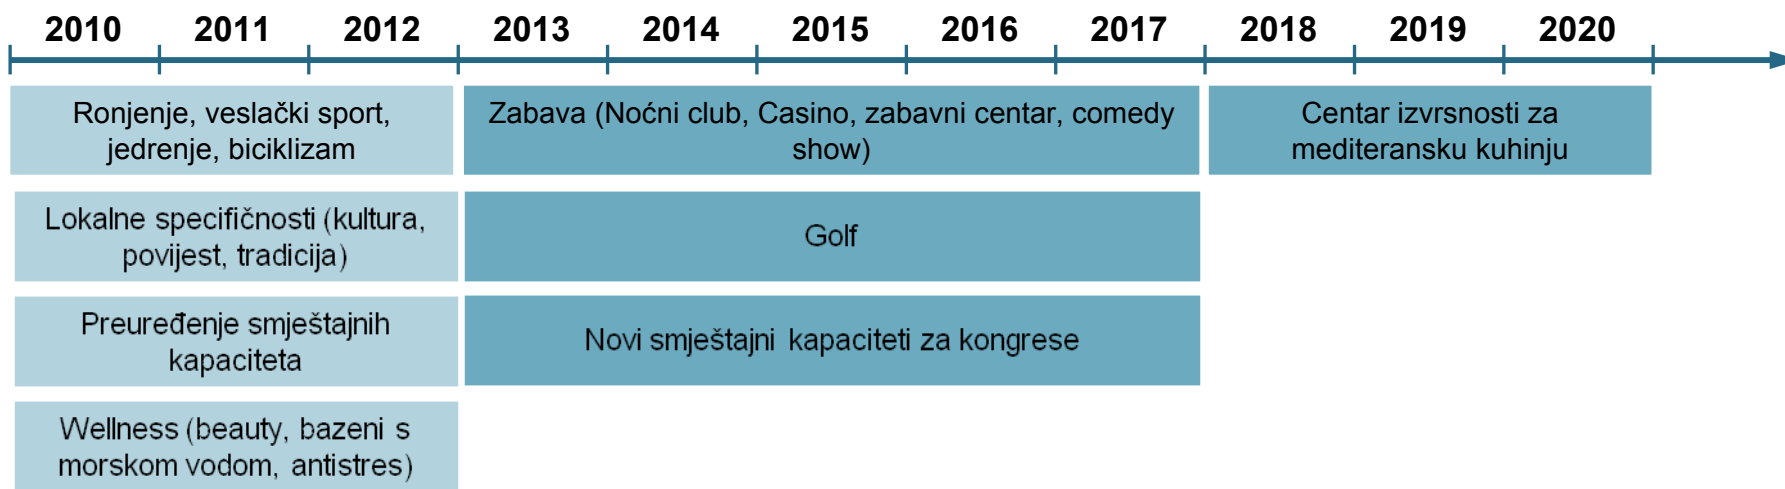 2010 2011 2012 2013 2014 2015 2016 2017 2018 2019 2020
Ronjenje, veslački sport,
jedrenje, biciklizam
Zabava (Noćni club, Casino, zabavni centar, comedy
show)
Centar izvrsnosti za
mediteransku kuhinju
Lokalne specifičnosti (kultura,
povijest, tradicija)
Golf
Preuređenje smještajnih
kapaciteta
Novi smještajni kapaciteti za kongrese
Wellness (beauty, bazeni s
morskom vodom, antistres)